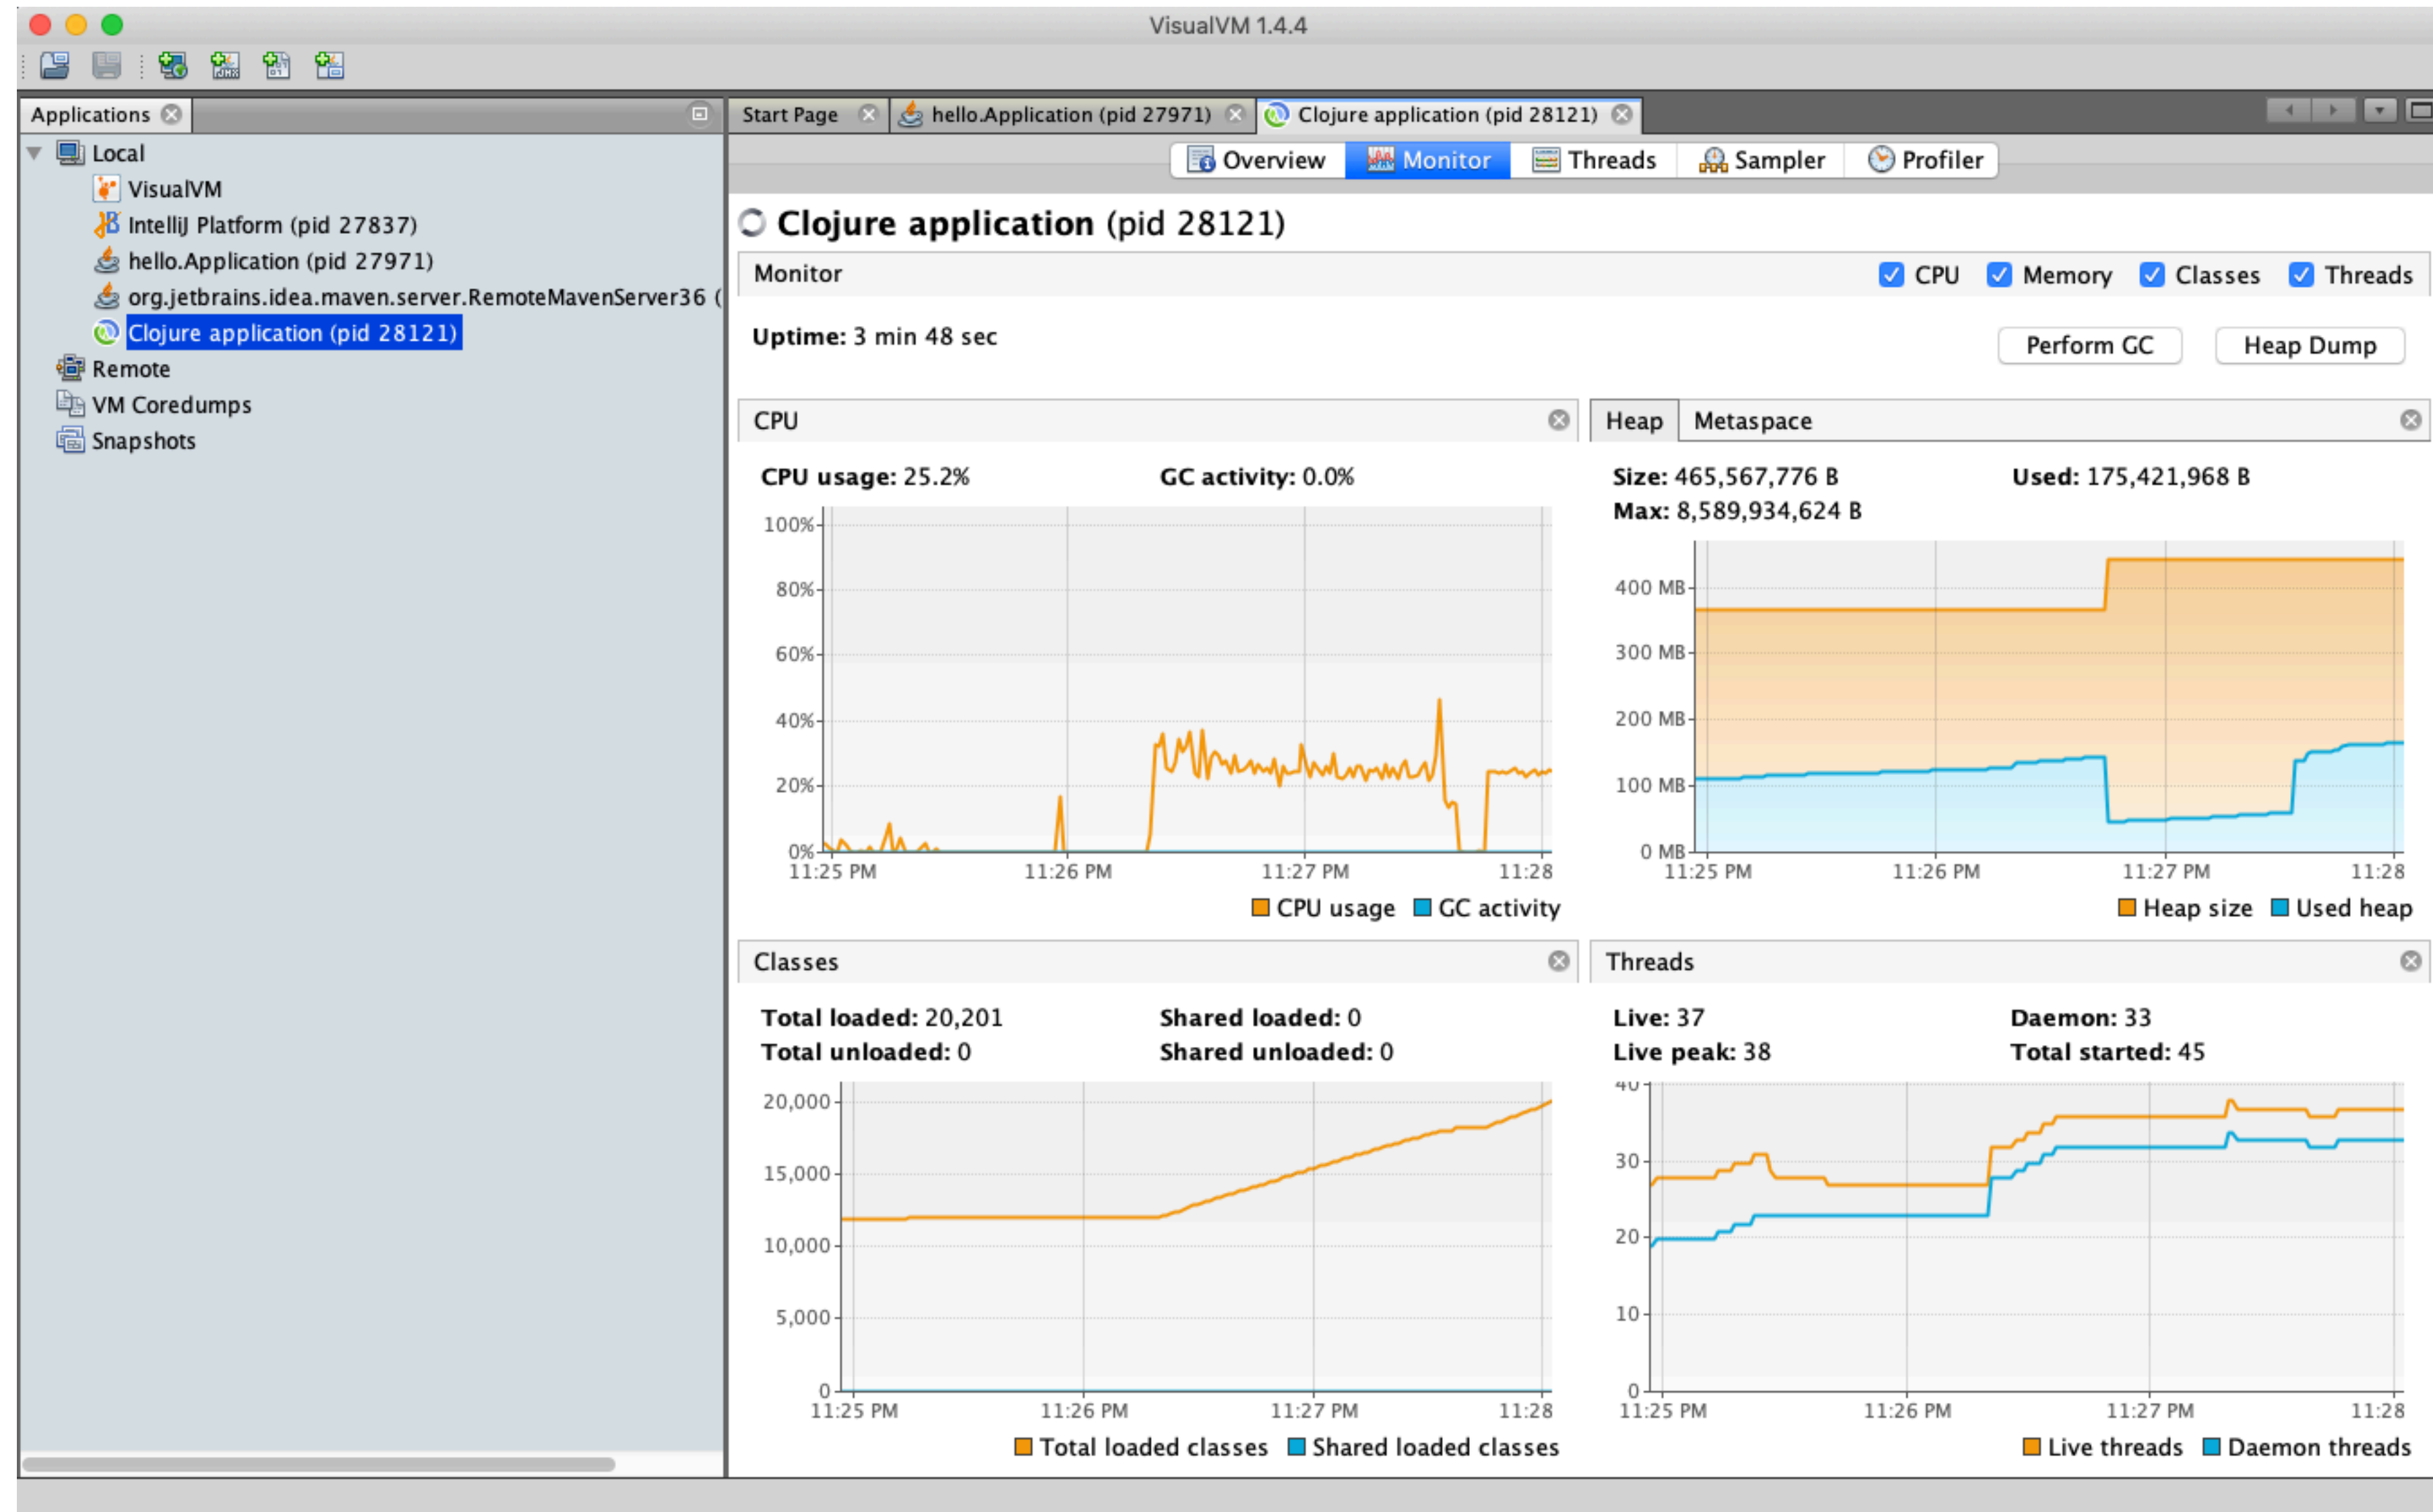 VisualVM 1.4.4
JMX
Applications
Start Page
hello.Application (pid 27971)
Clojure application (pid 28121)
Local
VisualVM
IntelliJ Platform (pid 27837)
hello.Application (pid 27971)
org.jetbrains.idea.maven.server.RemoteMavenServer36 (
Clojure application (pid 28121)
Remote
VM Coredumps
Snapshots
Overview
Monitor
Threads
Sampler
Profiler
Clojure application (pid 28121)
Monitor
CPU
Memory
Classes
Threads
Uptime: 3 min 48 sec
Perform GC
Heap Dump
CPU
CPU usage: 25.2%
GC activity: 0.0%
100%
80%
60%
40%
20%
0%
11:25 PM
11:26 PM
11:27 PM
11:28
CPU usage
GC activity
Heap
Metaspace
Size: 465,567,776 B
Used: 175,421,968 B
Max: 8,589,934,624 B
400 MB
300 MB
200 MB
100 MB
0 MB
11:25 PM
11:26 PM
11:27 PM
11:28
Heap size
Used heap
Classes
Total loaded: 20,201
Shared loaded: 0
Total unloaded: 0
Shared unloaded: 0
20,000
15,000
10,000
5,000
0
11:25 PM
11:26 PM
11:27 PM
11:28
Total loaded classes
Shared loaded classes
Threads
Live: 37
Daemon: 33
Live peak: 38
Total started: 45
40
30
20
10
0
11:25 PM
11:26 PM
11:27 PM
11:28
Live threads
Daemon threads